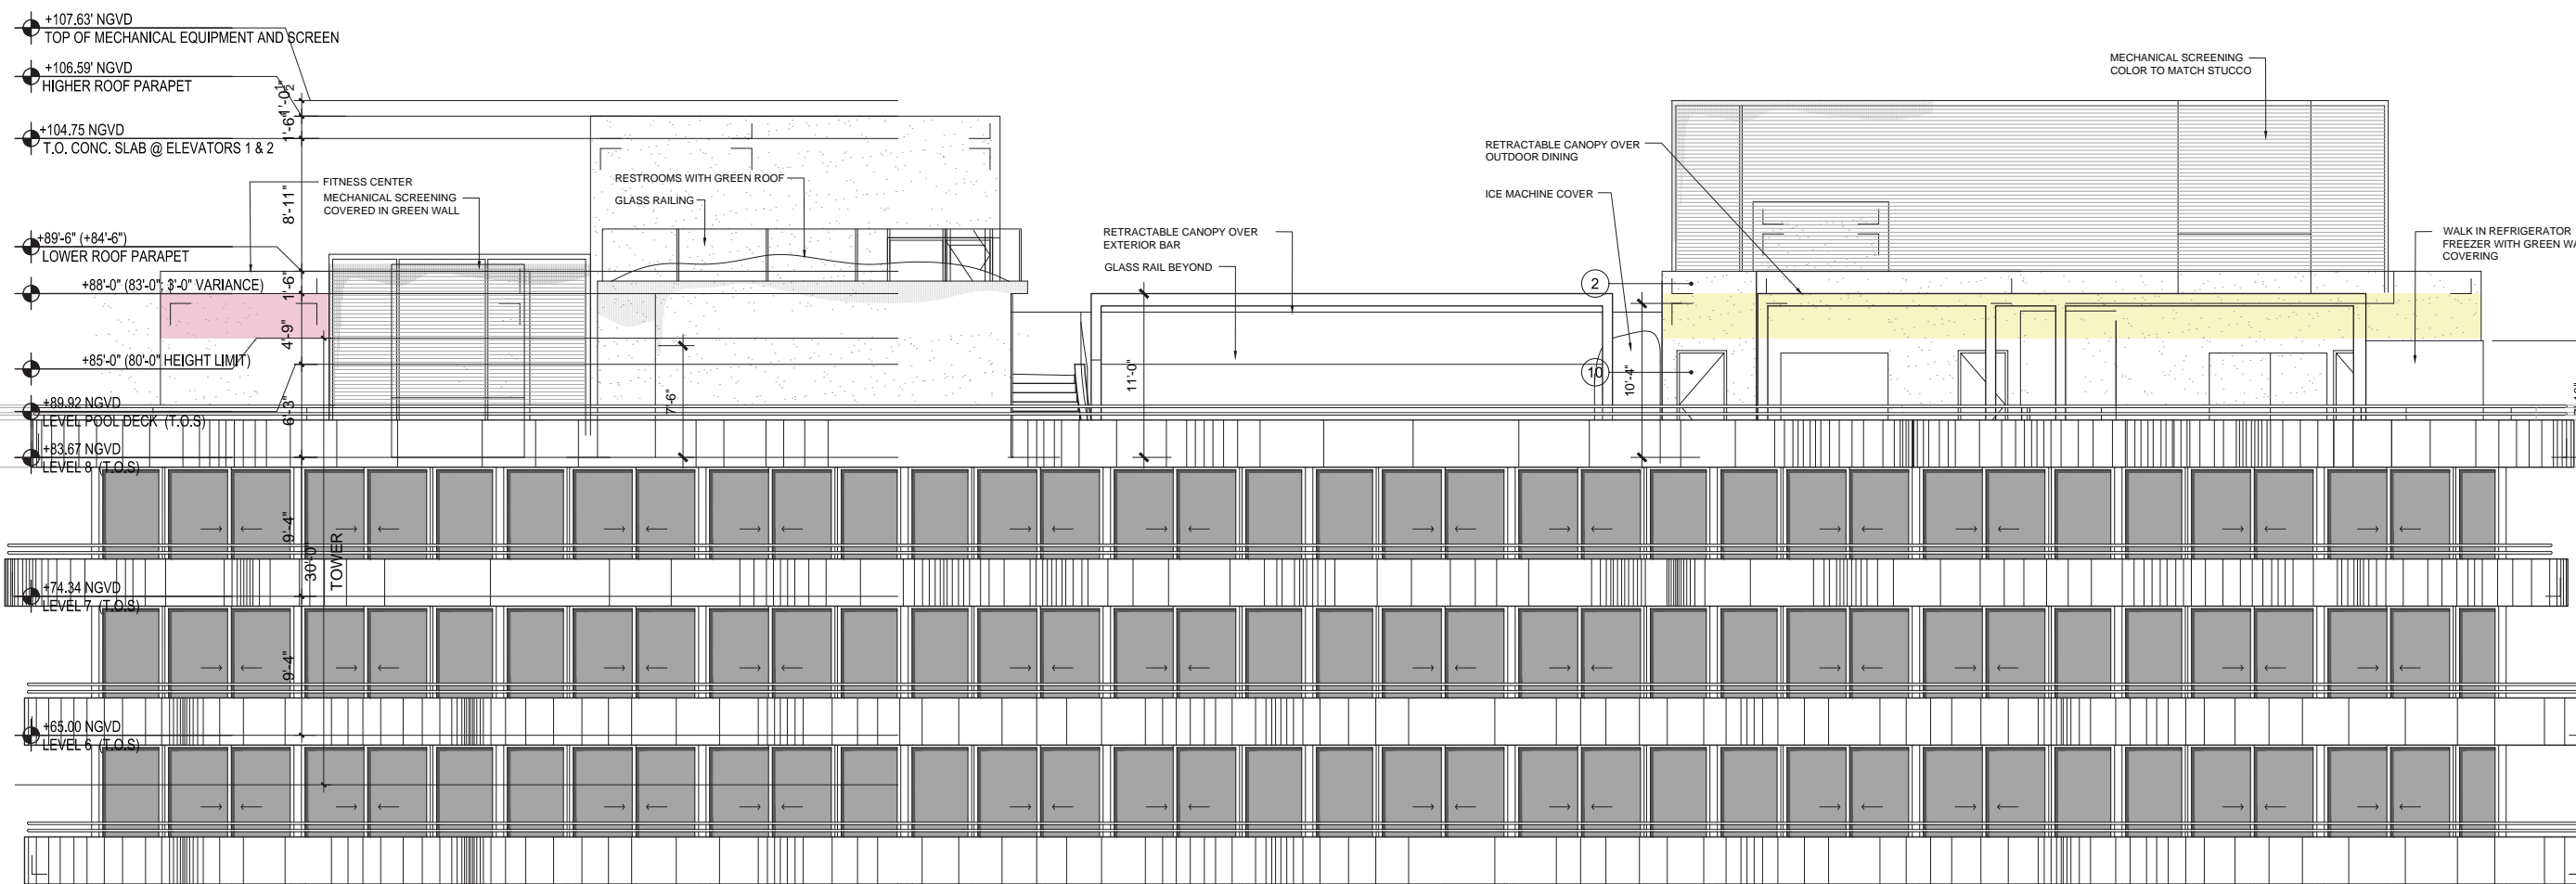 +107.63' NGVD
TOP OF MECHANICAL EQUIPMENT AND SCREEN
+106.59' NGVD
HIGHER ROOF PARAPET
+104.75 NGVD
T.O. CONC. SLAB @ ELEVATORS 1 & 2
+89'-6" (+84'-6")
LOWER ROOF PARAPET
+88'-0" (83'-0"; 3'-0" VARIANCE)
+85'-0" (80'-0" HEIGHT LIMIT)
+89.92 NGVD
LEVEL POOL DECK (T.O.S)
+83.67 NGVD
LEVEL 8 (T.O.S)
+74.34 NGVD
LEVEL 7 (T.O.S)
+65.00 NGVD
LEVEL 6 (T.O.S)
1'-0½"
1'-6"
8'-11"
1'-6"
4'-9"
6'-3"
9'-4"
9'-4"
30'-0"
TOWER
FITNESS CENTER
MECHANICAL SCREENING
COVERED IN GREEN WALL
RESTROOMS WITH GREEN ROOF
GLASS RAILING
7'-6"
RETRACTABLE CANOPY OVER
EXTERIOR BAR
GLASS RAIL BEYOND
11'-0"
RETRACTABLE CANOPY OVER
OUTDOOR DINING
ICE MACHINE COVER
2
10
10'-4"
MECHANICAL SCREENING
COLOR TO MATCH STUCCO
WALK IN REFRIGERATOR
FREEZER WITH GREEN WA
COVERING